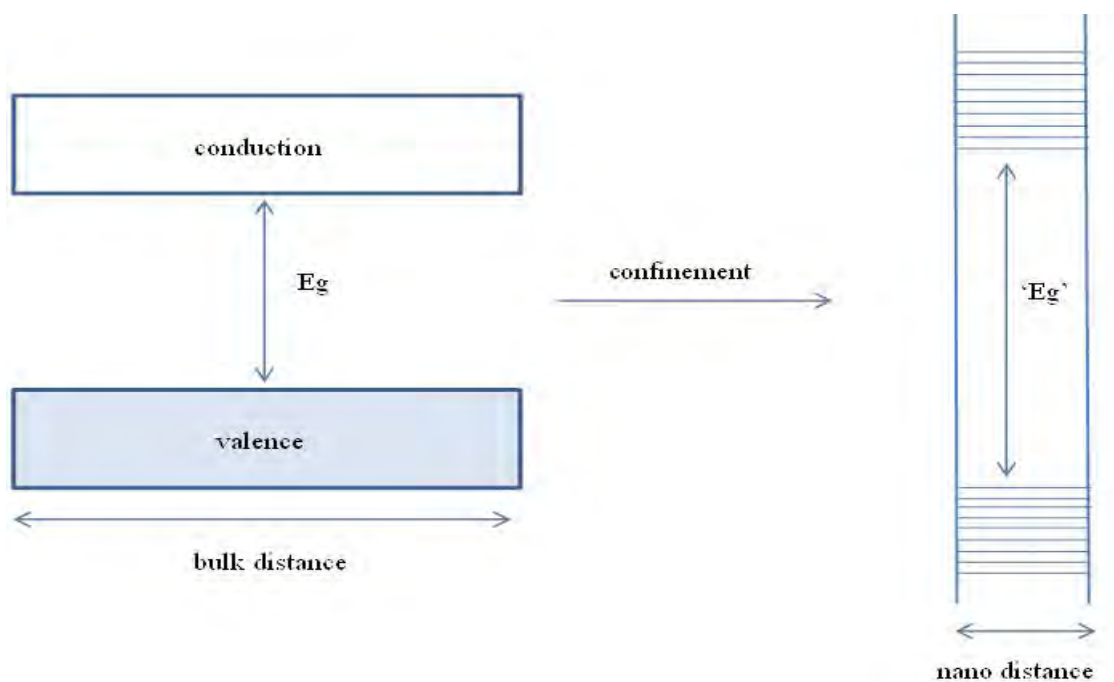 conduction
Eg
confinement
‘Eg’
valence
bulk distance
nano distance